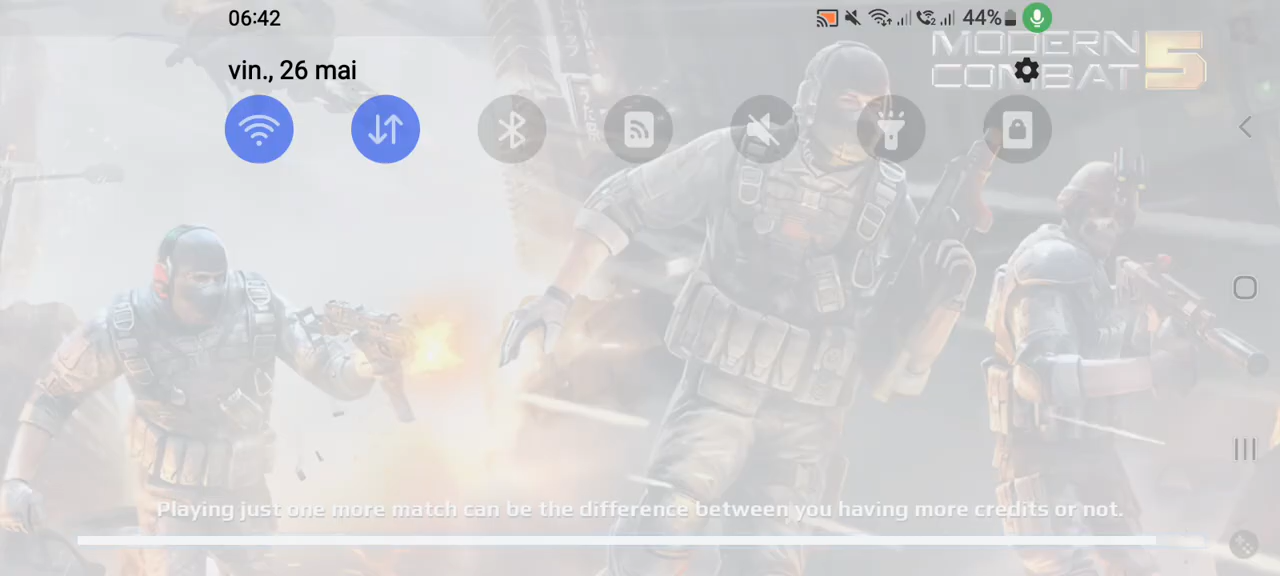 06:42
44%
vin., 26 mai
MODERN
COMBAT 5
Playing just one more match can be the difference between you having more credits or not.